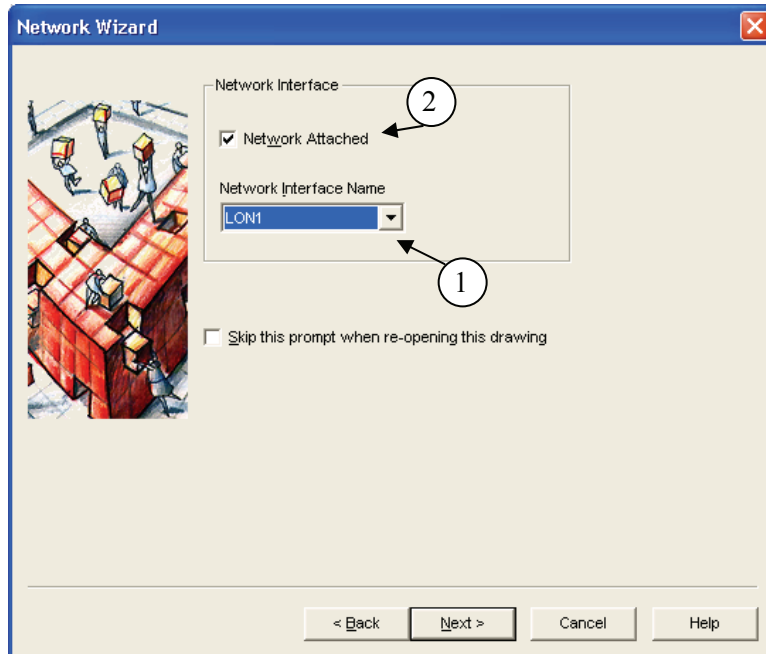 Network Wizard
Network Interface
2
Network Attached
Network Interface Name
LON1
1
Skip this prompt when re-opening this drawing
< Back Next > Cancel Help